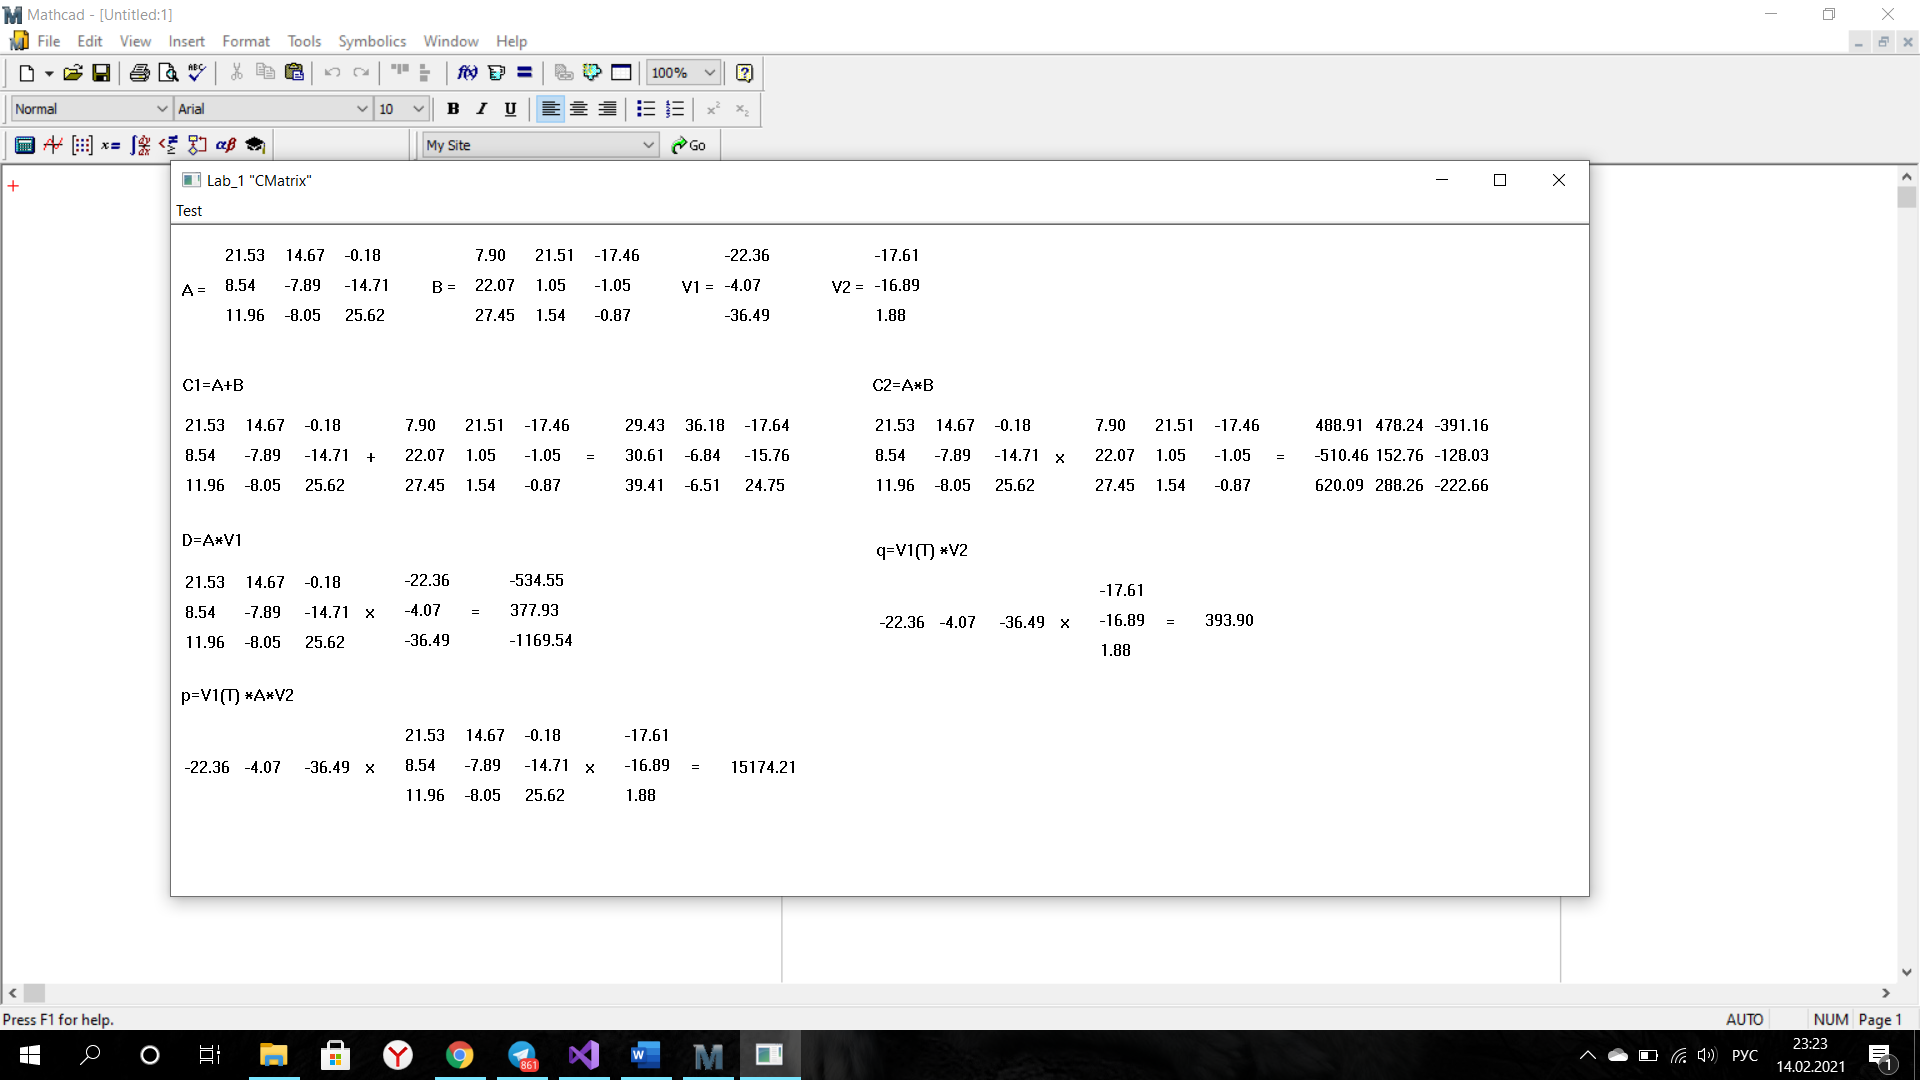 Mathcad - [Untitled:1]
File Edit View Insert Format Tools Symbolics Window Help
100%
Normal Arial 10 B I U
My Site Go
Lab_1 "CMatrix"
Test
21.53 14.67 -0.18 7.90 21.51 -17.46 -22.36 -17.61
A = 8.54 -7.89 -14.71 B = 22.07 1.05 -1.05 V1 = -4.07 V2 = -16.89
11.96 -8.05 25.62 27.45 1.54 -0.87 -36.49 1.88
C1=A+B
21.53 14.67 -0.18 7.90 21.51 -17.46 29.43 36.18 -17.64
8.54 -7.89 -14.71 + 22.07 1.05 -1.05 = 30.61 -6.84 -15.76
11.96 -8.05 25.62 27.45 1.54 -0.87 39.41 -6.51 24.75
C2=A*B
21.53 14.67 -0.18 7.90 21.51 -17.46 488.91 478.24 -391.16
8.54 -7.89 -14.71 x 22.07 1.05 -1.05 = -510.46 152.76 -128.03
11.96 -8.05 25.62 27.45 1.54 -0.87 620.09 288.26 -222.66
D=A*V1
21.53 14.67 -0.18 -22.36 -534.55
8.54 -7.89 -14.71 x -4.07 = 377.93
11.96 -8.05 25.62 -36.49 -1169.54
q=V1(T) *V2
-17.61
-22.36 -4.07 -36.49 x -16.89 = 393.90
1.88
p=V1(T) *A*V2
21.53 14.67 -0.18 -17.61
-22.36 -4.07 -36.49 x 8.54 -7.89 -14.71 x -16.89 = 15174.21
11.96 -8.05 25.62 1.88
Press F1 for help. AUTO NUM Page 1
861
РУС
23:23
14.02.2021
1